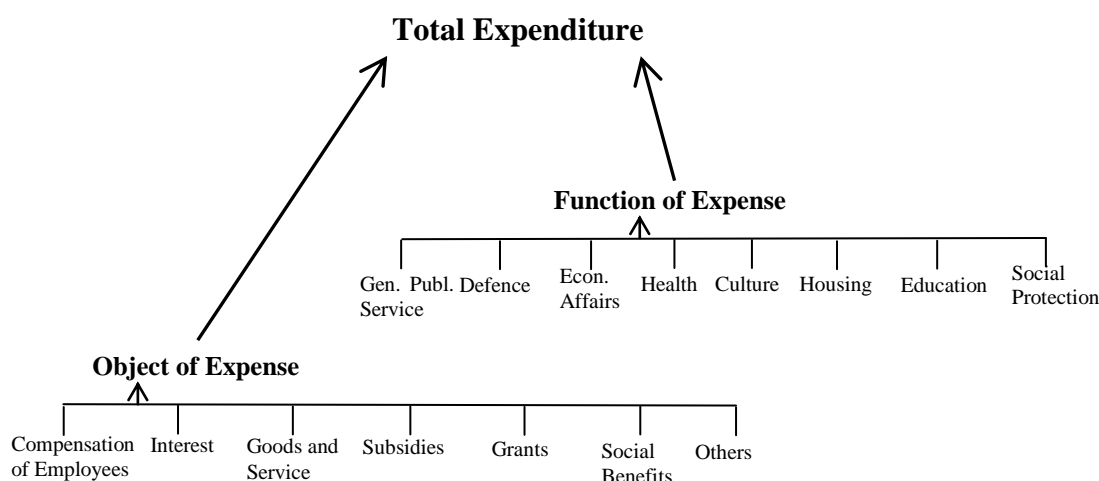 Total Expenditure
Function of Expense
Gen. Publ.
Service
Defence
Econ.
Affairs
Health
Culture
Housing
Education
Social
Protection
Object of Expense
Compensation
of Employees
Interest
Goods and
Service
Subsidies
Grants
Social
Benefits
Others